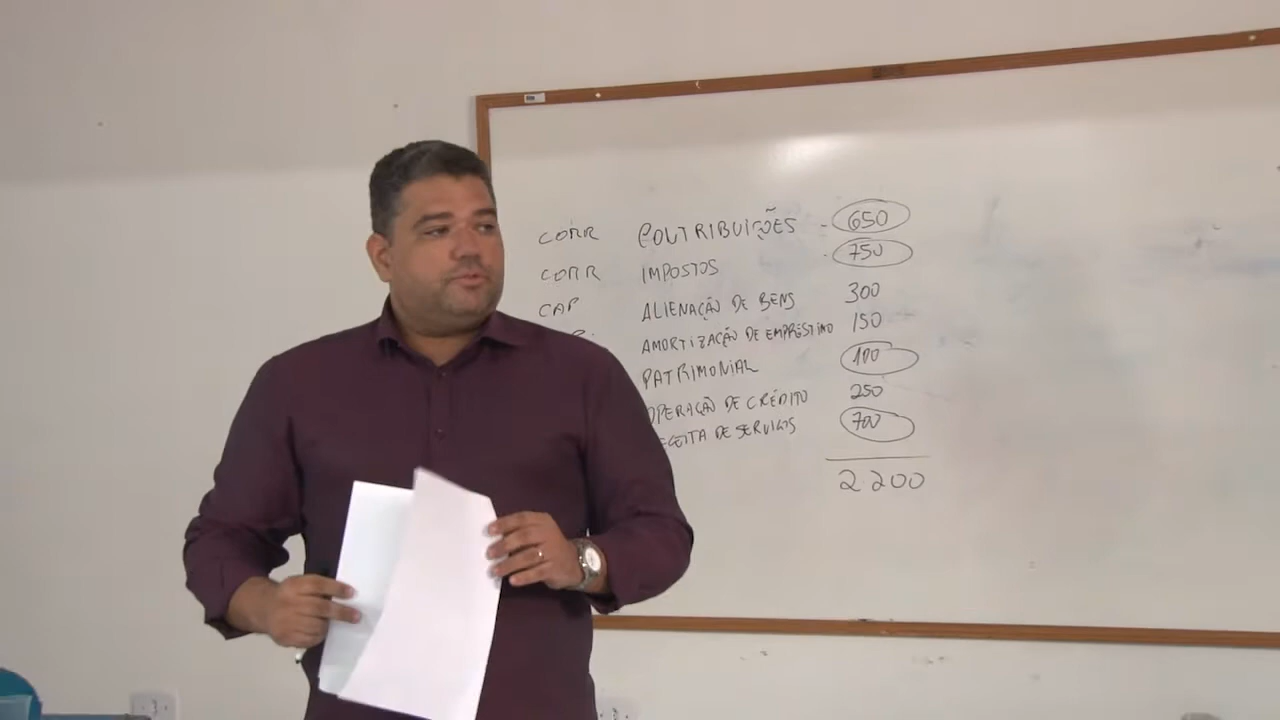 CORR CONTRIBUIÇÕES - 650
CORR IMPOSTOS - 750
CAP ALIENAÇÃO DE BENS 300
AMORTIZAÇÃO DE EMPRÉSTIMO 150
PATRIMONIAL 100
OPERAÇÃO DE CRÉDITO 250
ECEITA DE SERVIÇOS 700
2200